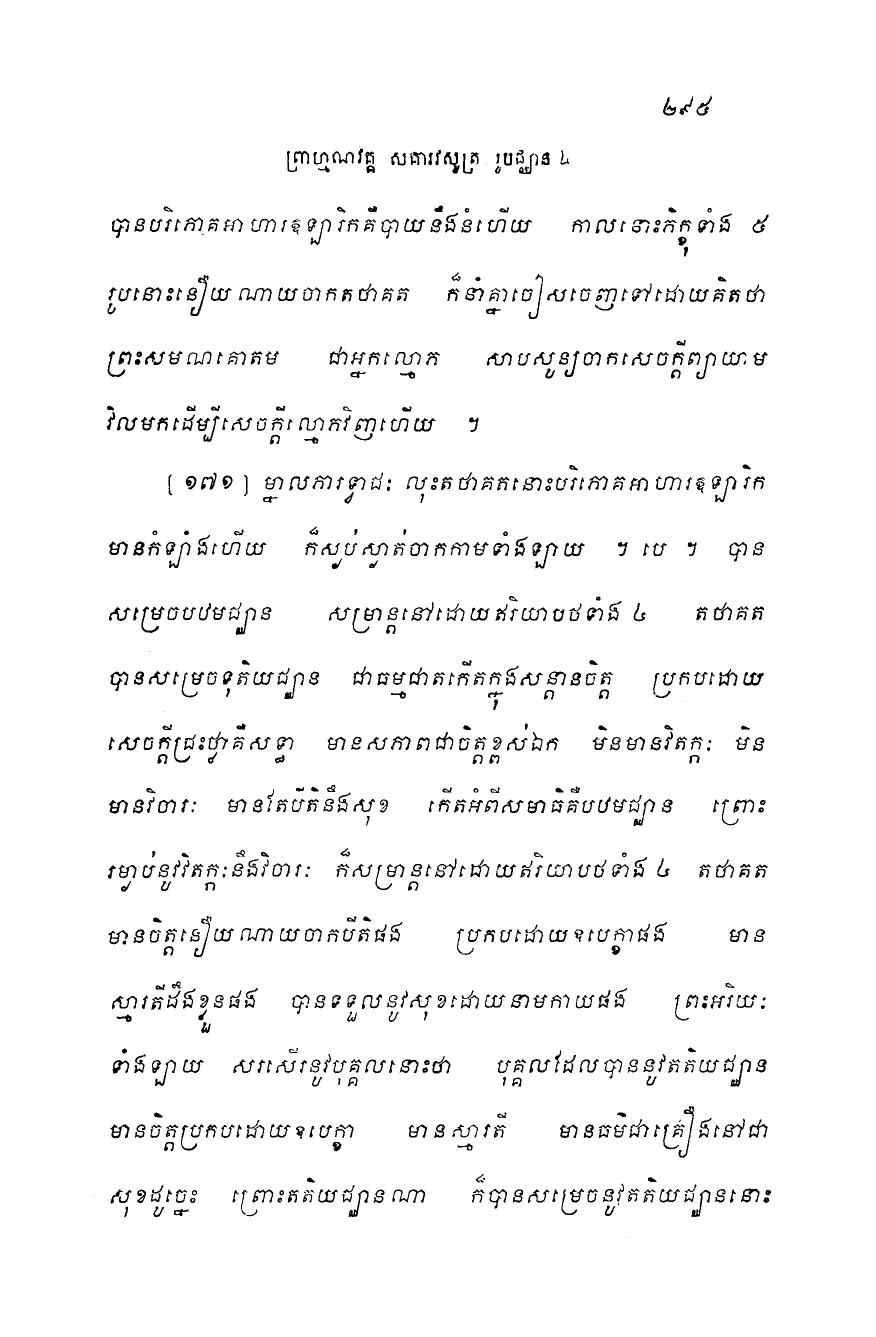 ២៩៥
ព្រាហ្មណវគ្គ សគារវសូត្រ រូបជ្ឈាន ៤
បានបរិភោគអាហារឧឡារិកគឺបាយនឹងនំហើយ កាលនោះភិក្ខុទាំង ៥
រូបនោះនឿយណាយចាកតថាគត ក៏នាំគ្នាចៀសចេញទៅដោយគិតថា
ព្រះសមណគោតម ជាអ្នកល្មោភ សាបសូន្យចាកសេចក្តីព្យាយាម
វិលមកដើម្បីសេចក្តីល្មោភវិញហើយ ។
[ ១៧១ ] ម្នាលភារទ្វាជៈ លុះតថាគតនោះបរិភោគអាហារឧឡារិក
មានកំឡាំងហើយ ក៏ស្ងប់ស្ងាត់ចាកកាមទាំងឡាយ ។ បេ ។ បាន
សម្រេចបឋមជ្ឈាន សម្រាន្តនៅដោយឥរិយាបថទាំង ៤ តថាគត
បានសម្រេចទុតិយជ្ឈាន ជាធម្មជាតកើតក្នុងសន្តានចិត្ត ប្រកបដោយ
សេចក្តីជ្រះថ្លាគឺសទ្ធា មានសភាពជាចិត្តខ្ពស់ឯក មិនមានវិតក្កៈ មិន
មានវិចារៈ មានតែបីតិនឹងសុខ កើតអំពីសមាធិគឺបឋមជ្ឈាន ព្រោះ
រម្ងាប់នូវវិតក្កៈនឹងវិចារៈ ក៏សម្រាន្តនៅដោយឥរិយាបថទាំង ៤ តថាគត
មានចិត្តនឿយណាយចាកបីតិផង ប្រកបដោយឧបេក្ខាផង មាន
ស្មារតីដឹងខ្លួនផង បានទទួលនូវសុខដោយនាមកាយផង ព្រះអរិយៈ
ទាំងឡាយ សរសើរនូវបុគ្គលនោះថា បុគ្គលដែលបាននូវតតិយជ្ឈាន
មានចិត្តប្រកបដោយឧបេក្ខា មានស្មារតី មានធម៌ជាគ្រឿងនៅជា
សុខដូច្នេះ ព្រោះតតិយជ្ឈានណា ក៏បានសម្រេចនូវតតិយជ្ឈាននោះ